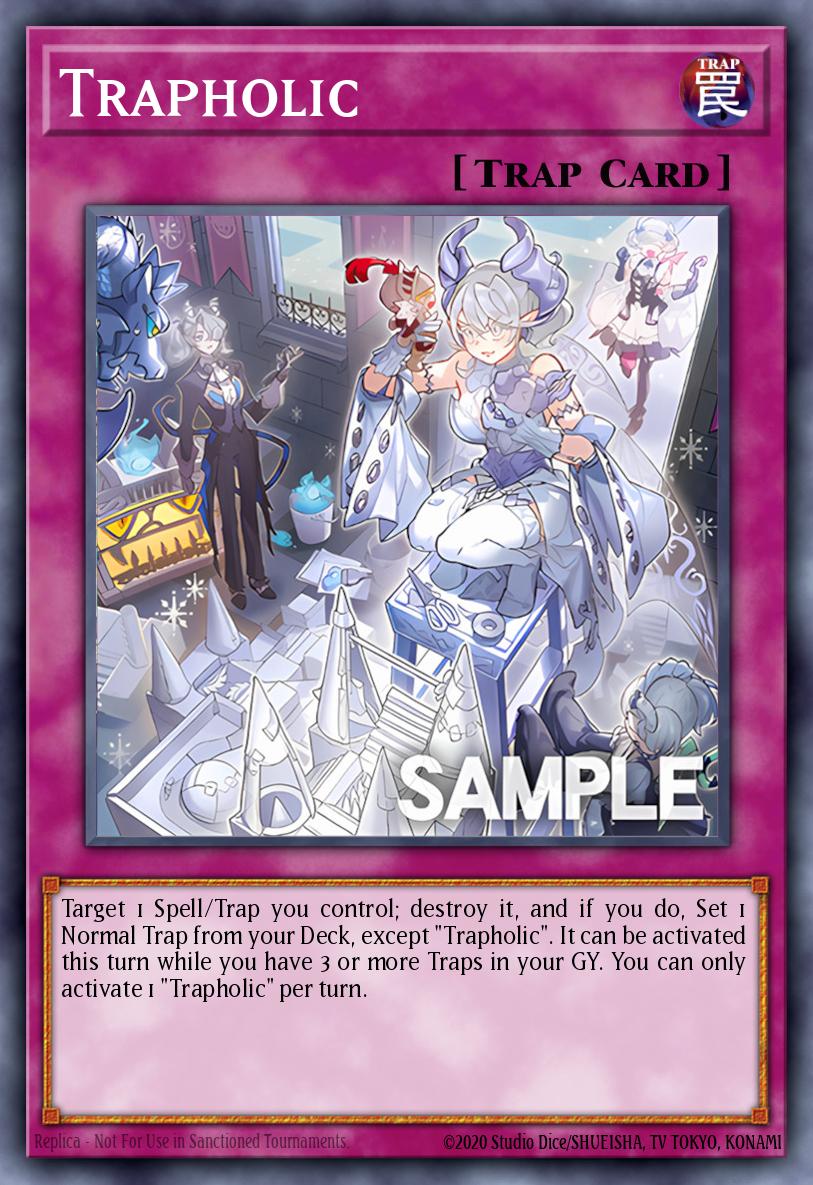 Trapholic
TRAP
罠
[Trap Card]
SAMPLE
Target 1 Spell/Trap you control; destroy it, and if you do, Set 1
Normal Trap from your Deck, except "Trapholic". It can be activated
this turn while you have 3 or more Traps in your GY. You can only
activate 1 "Trapholic" per turn.
Replica - Not For Use in Sanctioned Tournaments.
©2020 Studio Dice/SHUEISHA, TV TOKYO, KONAMI